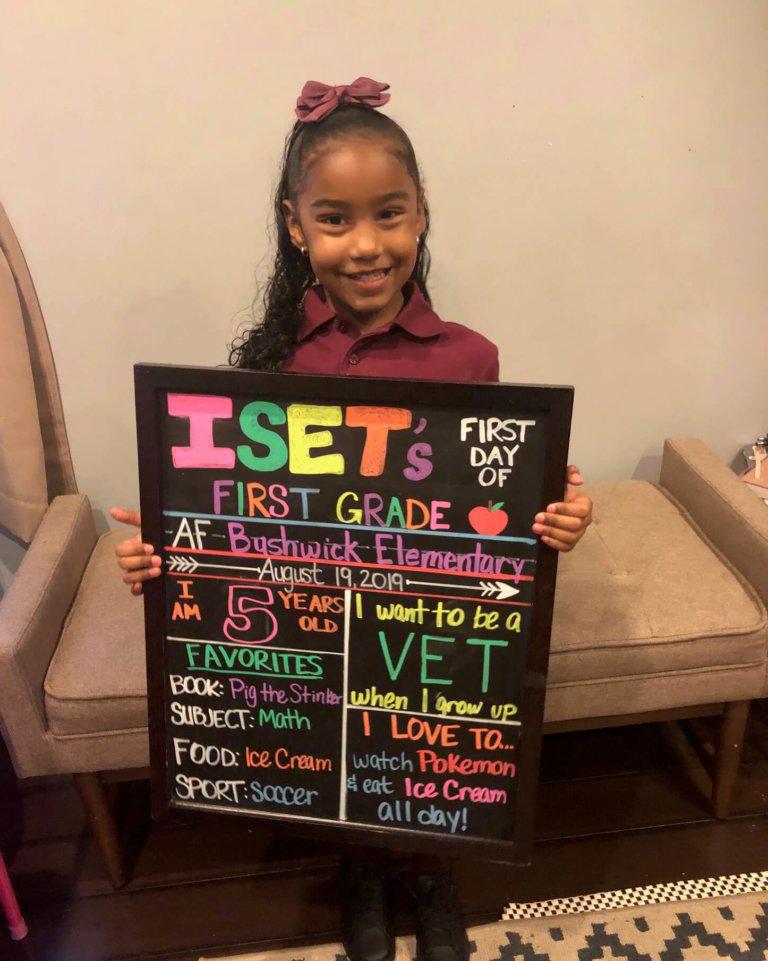 ISET's
FIRST
DAY
OF
FIRST GRADE
AF Bushwick Elementary
August 19, 2019
I
AM
5
YEARS
OLD
FAVORITES
BOOK: Pig the Stinker
SUBJECT: Math
FOOD: Ice Cream
SPORT: Soccer
I want to be a
VET
when I grow up
I LOVE TO...
watch Pokemon
& eat Ice Cream
all day!